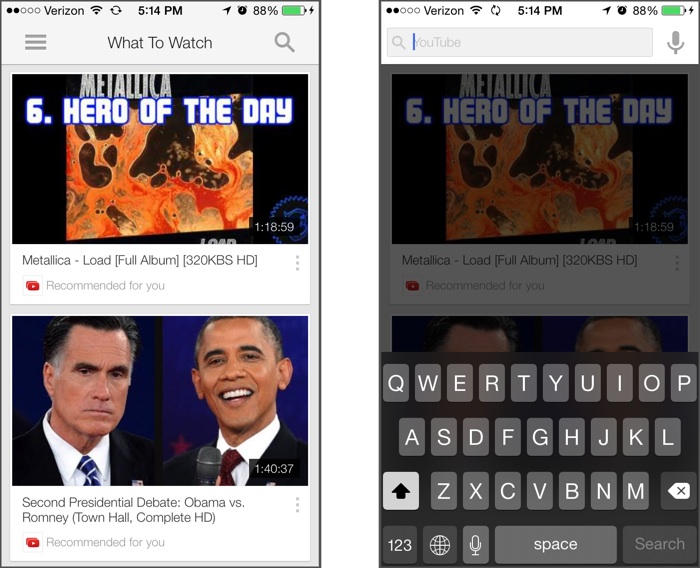 Verizon 5:14 PM 88%
What To Watch
METALLICA
6. HERO OF THE DAY
1:18:59
LOAD
Metallica - Load [Full Album] [320KBS HD]
Recommended for you
1:40:37
Second Presidential Debate: Obama vs.
Romney (Town Hall, Complete HD)
Recommended for you
Verizon 5:14 PM 88%
YouTube
METALLICA
6. HERO OF THE DAY
1:18:59
LOAD
Metallica - Load [Full Album] [320KBS HD]
Recommended for you
Q W E R T Y U I O P
A S D F G H J K L
Z X C V B N M
123 space Search